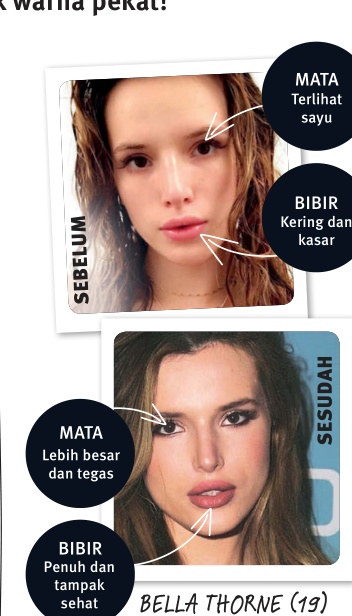 warna pekat!
MATA
Terlihat
sayu
BIBIR
Kering dan
kasar
SEBELUM
SESUDAH
MATA
Lebih besar
dan tegas
BIBIR
Penuh dan
tampak
sehat
BELLA THORNE (19)